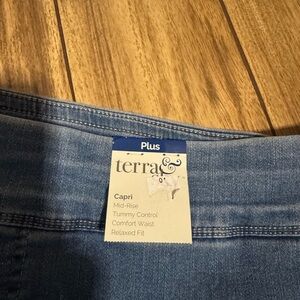 Plus
terra&
Capri
Mid-Rise
Tummy Control
Comfort Waist
Relaxed Fit